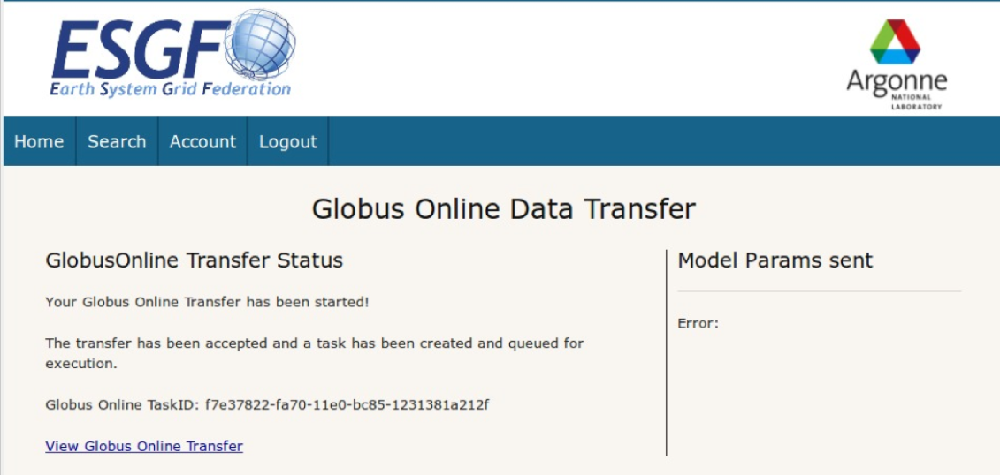 ESGF
Earth System Grid Federation
Argonne
NATIONAL
LABORATORY
Home Search Account Logout
Globus Online Data Transfer
GlobusOnline Transfer Status
Your Globus Online Transfer has been started!
The transfer has been accepted and a task has been created and queued for
execution.
Globus Online TaskID: f7e37822-fa70-11e0-bc85-1231381a212f
View Globus Online Transfer
Model Params sent
Error: